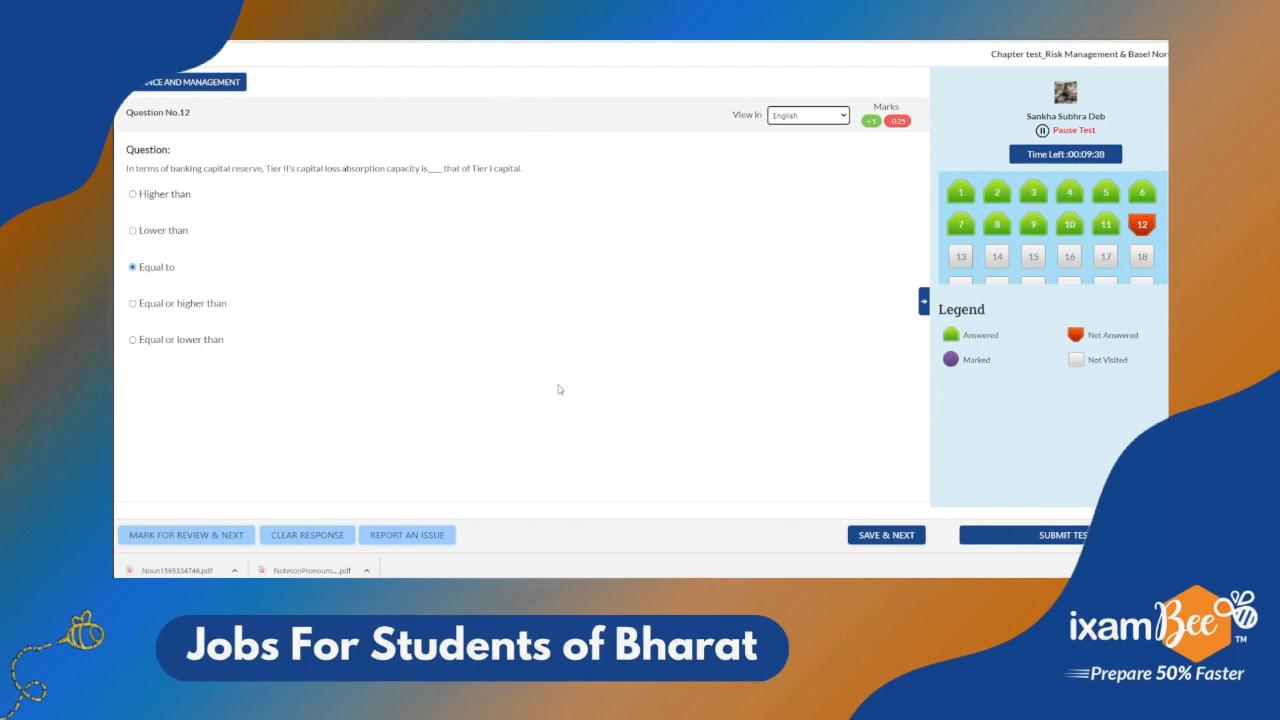 Chapter test_Risk Management & Basel Nor
NCE AND MANAGEMENT
Question No.12
View in
English
Marks
+1
-0.25
Sankha Subhra Deb
Pause Test
Time Left :00:09:38
Question:
In terms of banking capital reserve, Tier II's capital loss absorption capacity is___ that of Tier I capital.
Higher than
Lower than
Equal to
Equal or higher than
Equal or lower than
1 2 3 4 5 6
7 8 9 10 11 12
13 14 15 16 17 18
Legend
Answered
Not Answered
Marked
Not Visited
MARK FOR REVIEW & NEXT
CLEAR RESPONSE
REPORT AN ISSUE
SAVE & NEXT
SUBMIT TES
Noun1565334746.pdf
NotesonPronouns....pdf
Jobs For Students of Bharat
ixamBee
TM
Prepare 50% Faster